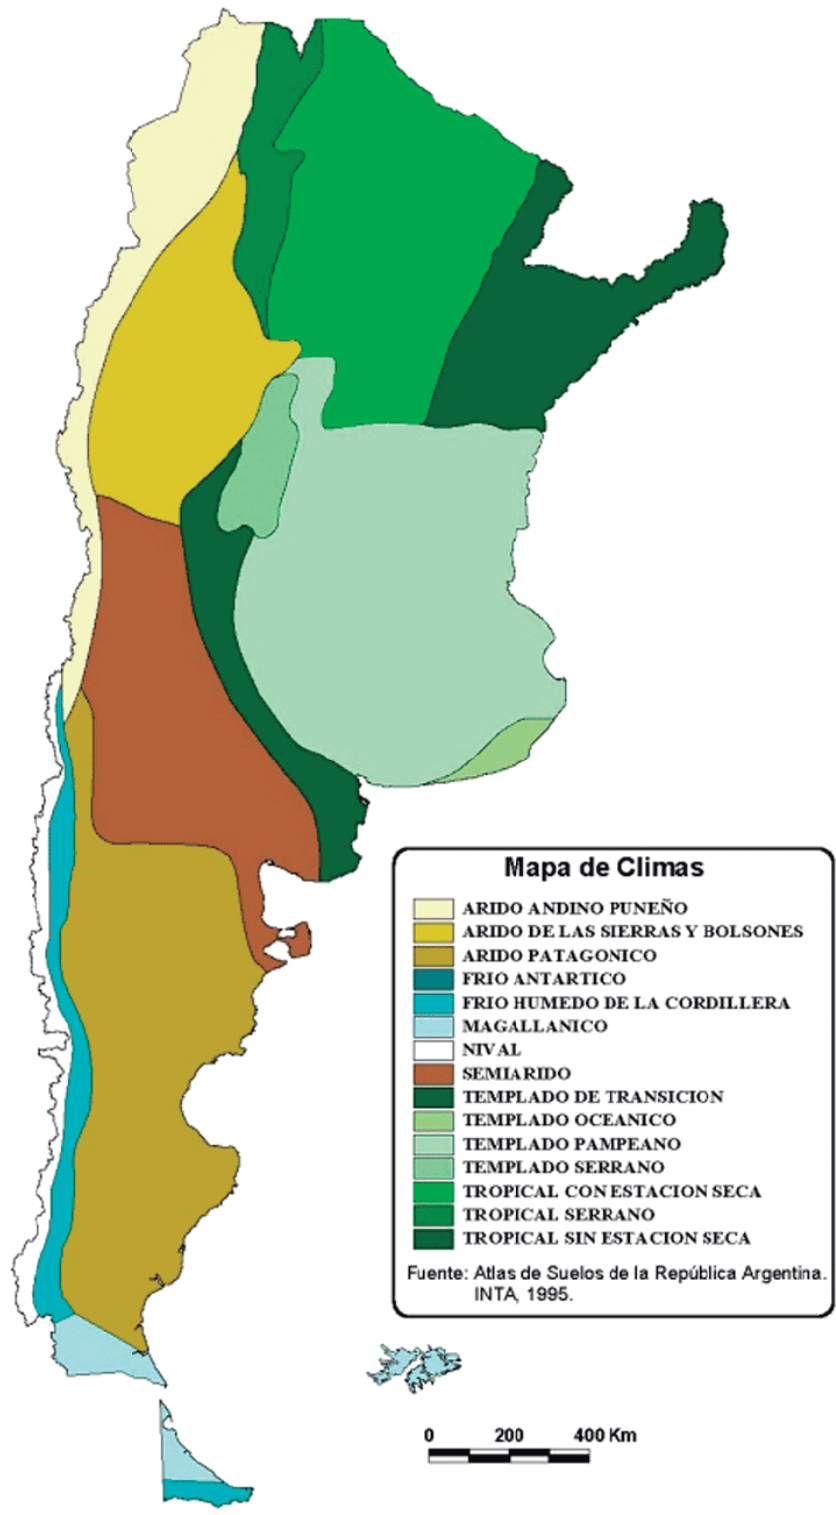 Mapa de Climas
ARIDO ANDINO PUNEÑO
ARIDO DE LAS SIERRAS Y BOLSONES
ARIDO PATAGONICO
FRIO ANTARTICO
FRIO HUMEDO DE LA CORDILLERA
MAGALLANICO
NIVAL
SEMIARIDO
TEMPLADO DE TRANSICION
TEMPLADO OCEANICO
TEMPLADO PAMPEANO
TEMPLADO SERRANO
TROPICAL CON ESTACION SECA
TROPICAL SERRANO
TROPICAL SIN ESTACION SECA
Fuente: Atlas de Suelos de la República Argentina.
INTA, 1995.
0 200 400 Km